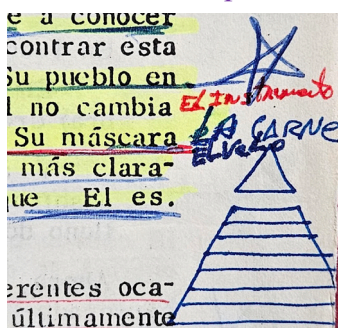 e a conocer
contrar esta
Su pueblo en
l no cambia
El Instrumento
Su máscara
LA CARNE
El Velo
más clara-
ue El es.
erentes oca-
últimamente